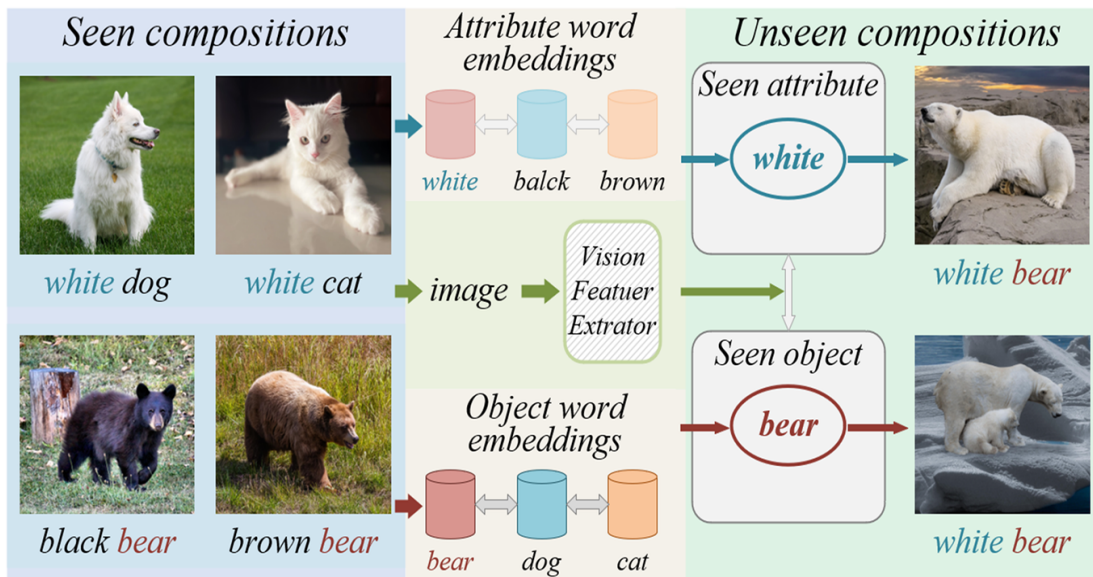 Seen compositions
white dog
white cat
black bear
brown bear
Attribute word
embeddings
white
balck
brown
image
Vision
Featuer
Extrator
Object word
embeddings
bear
dog
cat
Unseen compositions
Seen attribute
white
white bear
Seen object
bear
white bear